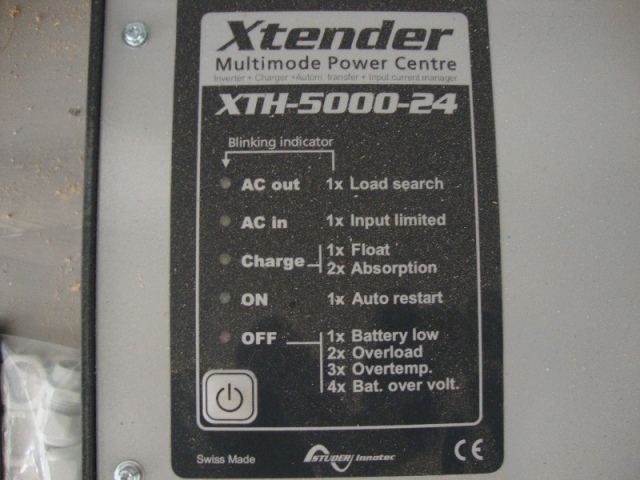 Xtender
Multimode Power Centre
Inverter • Charger •Autom. transfer • Input current manager
XTH-5000-24
Blinking indicator
AC out 1x Load search
AC in 1x Input limited
Charge 1x Float
2x Absorption
ON 1x Auto restart
OFF 1x Battery low
2x Overload
3x Overtemp.
4x Bat. over volt.
Swiss Made STUDER Innotec CE